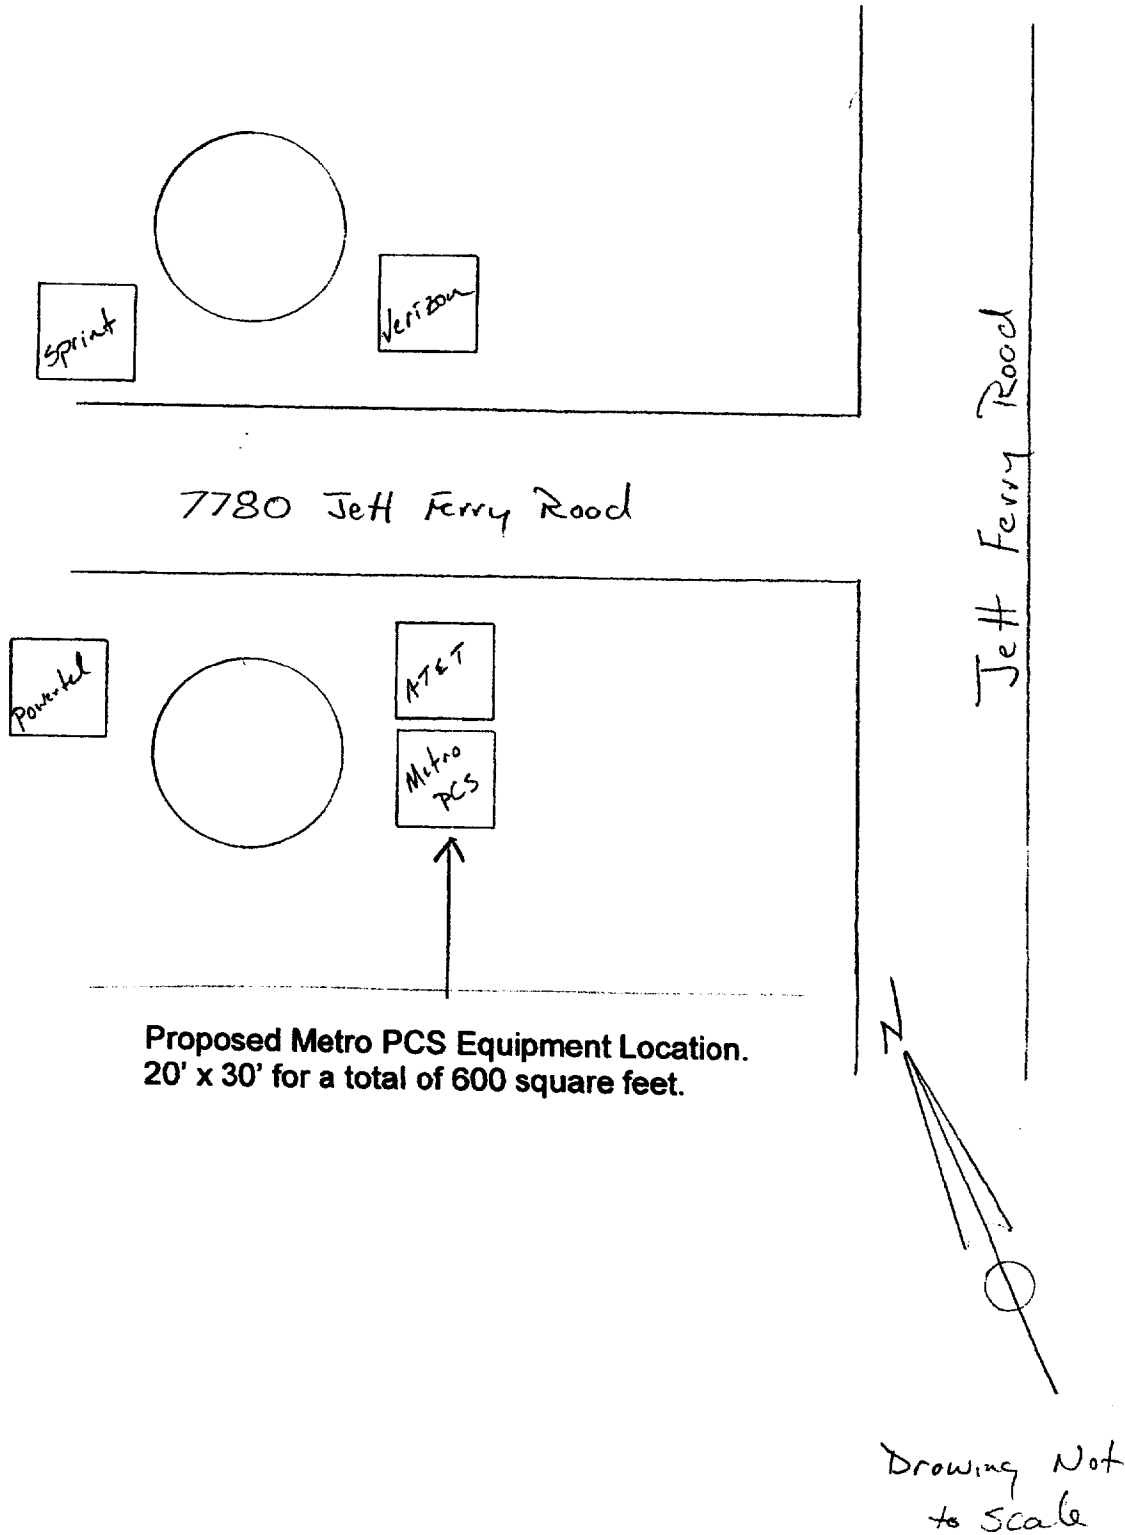 Sprint
Verizon
7780 Jett Ferry Road
Jett Ferry Road
Powertel
AT&T
Metro
PCS
Proposed Metro PCS Equipment Location.
20' x 30' for a total of 600 square feet.
N
Drawing Not
to Scale